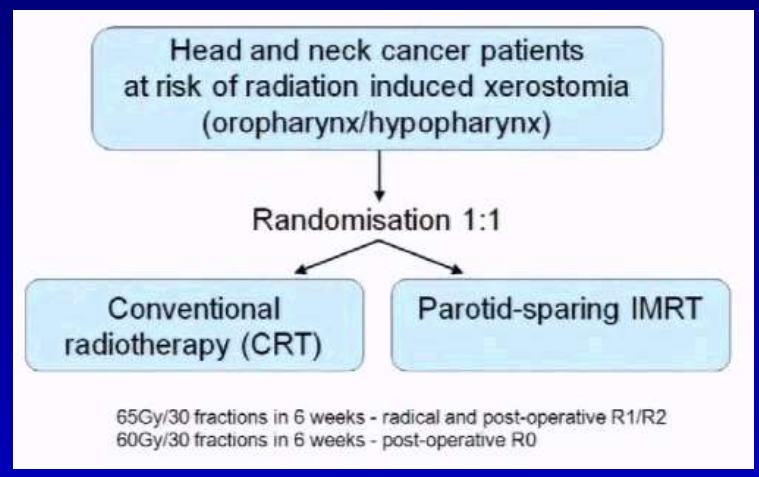 Head and neck cancer patients
at risk of radiation induced xerostomia
(oropharynx/hypopharynx)
Randomisation 1:1
Conventional
radiotherapy (CRT)
Parotid-sparing IMRT
65Gy/30 fractions in 6 weeks - radical and post-operative R1/R2
60Gy/30 fractions in 6 weeks - post-operative R0